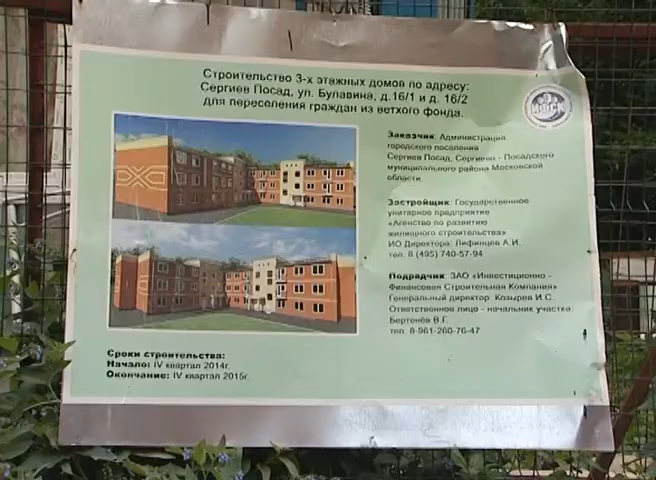 Строительство 3-х этажных домов по адресу:
Сергиев Посад, ул. Булавина, д.16/1 и д. 16/2
для переселения граждан из ветхого фонда.
ИФСК
Заказчик: Администрация
городского поселения
Сергиев Посад, Сергиево - Посадского
муниципального района Московской
области.
Застройщик: Государственное
унитарное предприятие
«Агенство по развитию
жилищного строительства»
ИО Директора: Лифинцев А.И.
тел. 8 (495) 740-57-94
Подрядчик: ЗАО «Инвестиционно -
Финансовая Строительная Компания»
Генеральный директор: Козырев И.С.
Ответственное лицо - начальник участка:
Бертенёв В.Г.
тел. 8-961-260-76-47
Сроки строительства:
Начало: IV квартал 2014г.
Окончание: IV квартал 2015г.